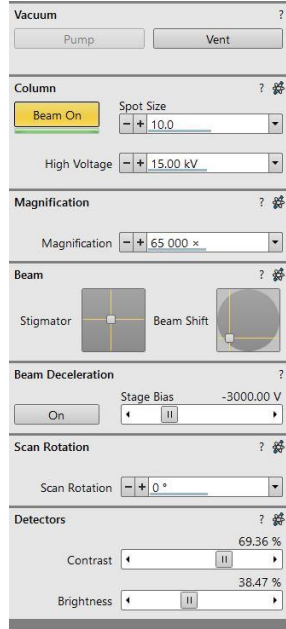 Vacuum ?
Pump Vent
Column ?
Beam On
Spot Size
- + 10.0
High Voltage - + 15.00 kV
Magnification ?
Magnification - + 65 000 ×
Beam ?
Stigmator Beam Shift
Beam Deceleration ?
Stage Bias -3000.00 V
On
Scan Rotation ?
Scan Rotation - + 0 °
Detectors ?
69.36 %
Contrast
38.47 %
Brightness